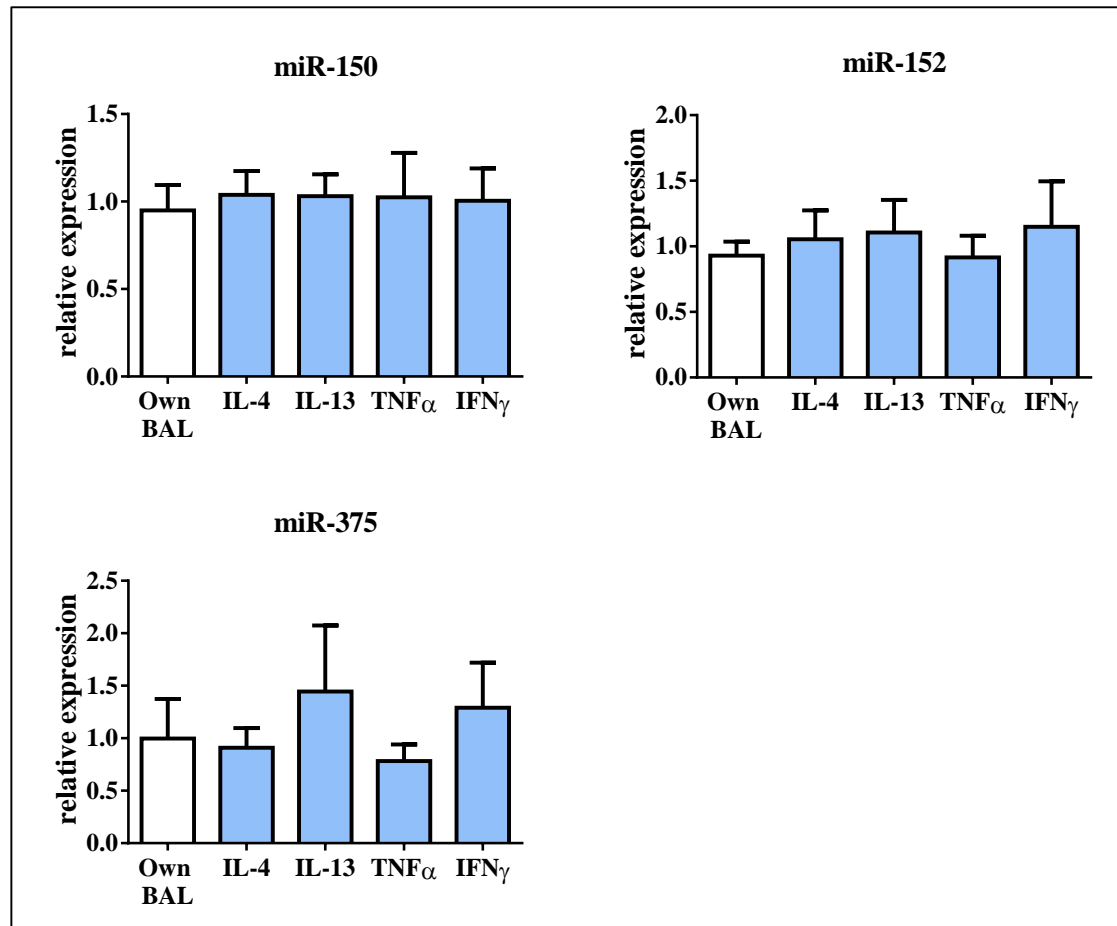 miR-150
relative expression
1.5
1.0
0.5
0.0
Own BAL
IL-4
IL-13
TNFα
IFNγ
miR-152
relative expression
2.0
1.5
1.0
0.5
0.0
Own BAL
IL-4
IL-13
TNFα
IFNγ
miR-375
relative expression
2.5
2.0
1.5
1.0
0.5
0.0
Own BAL
IL-4
IL-13
TNFα
IFNγ